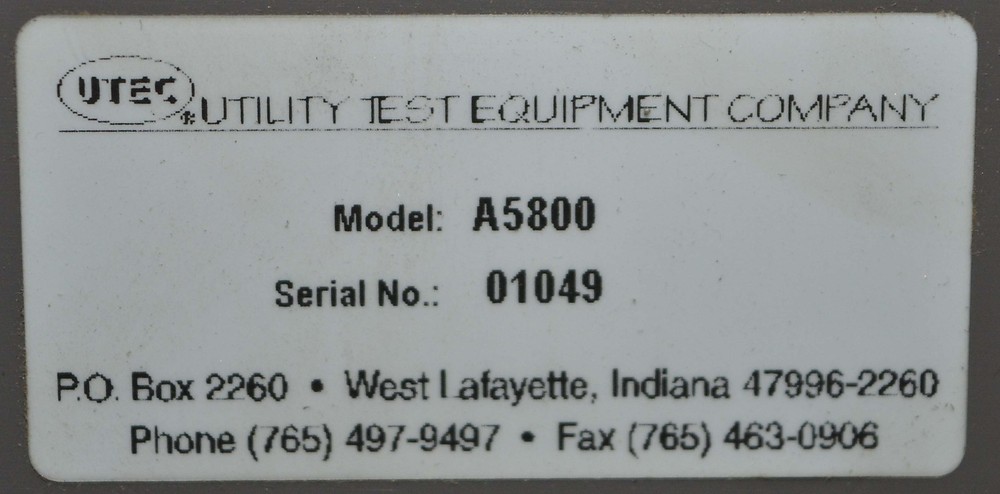 UTEC® UTILITY TEST EQUIPMENT COMPANY
Model: A5800
Serial No.: 01049
P.O. Box 2260 • West Lafayette, Indiana 47996-2260
Phone (765) 497-9497 • Fax (765) 463-0906